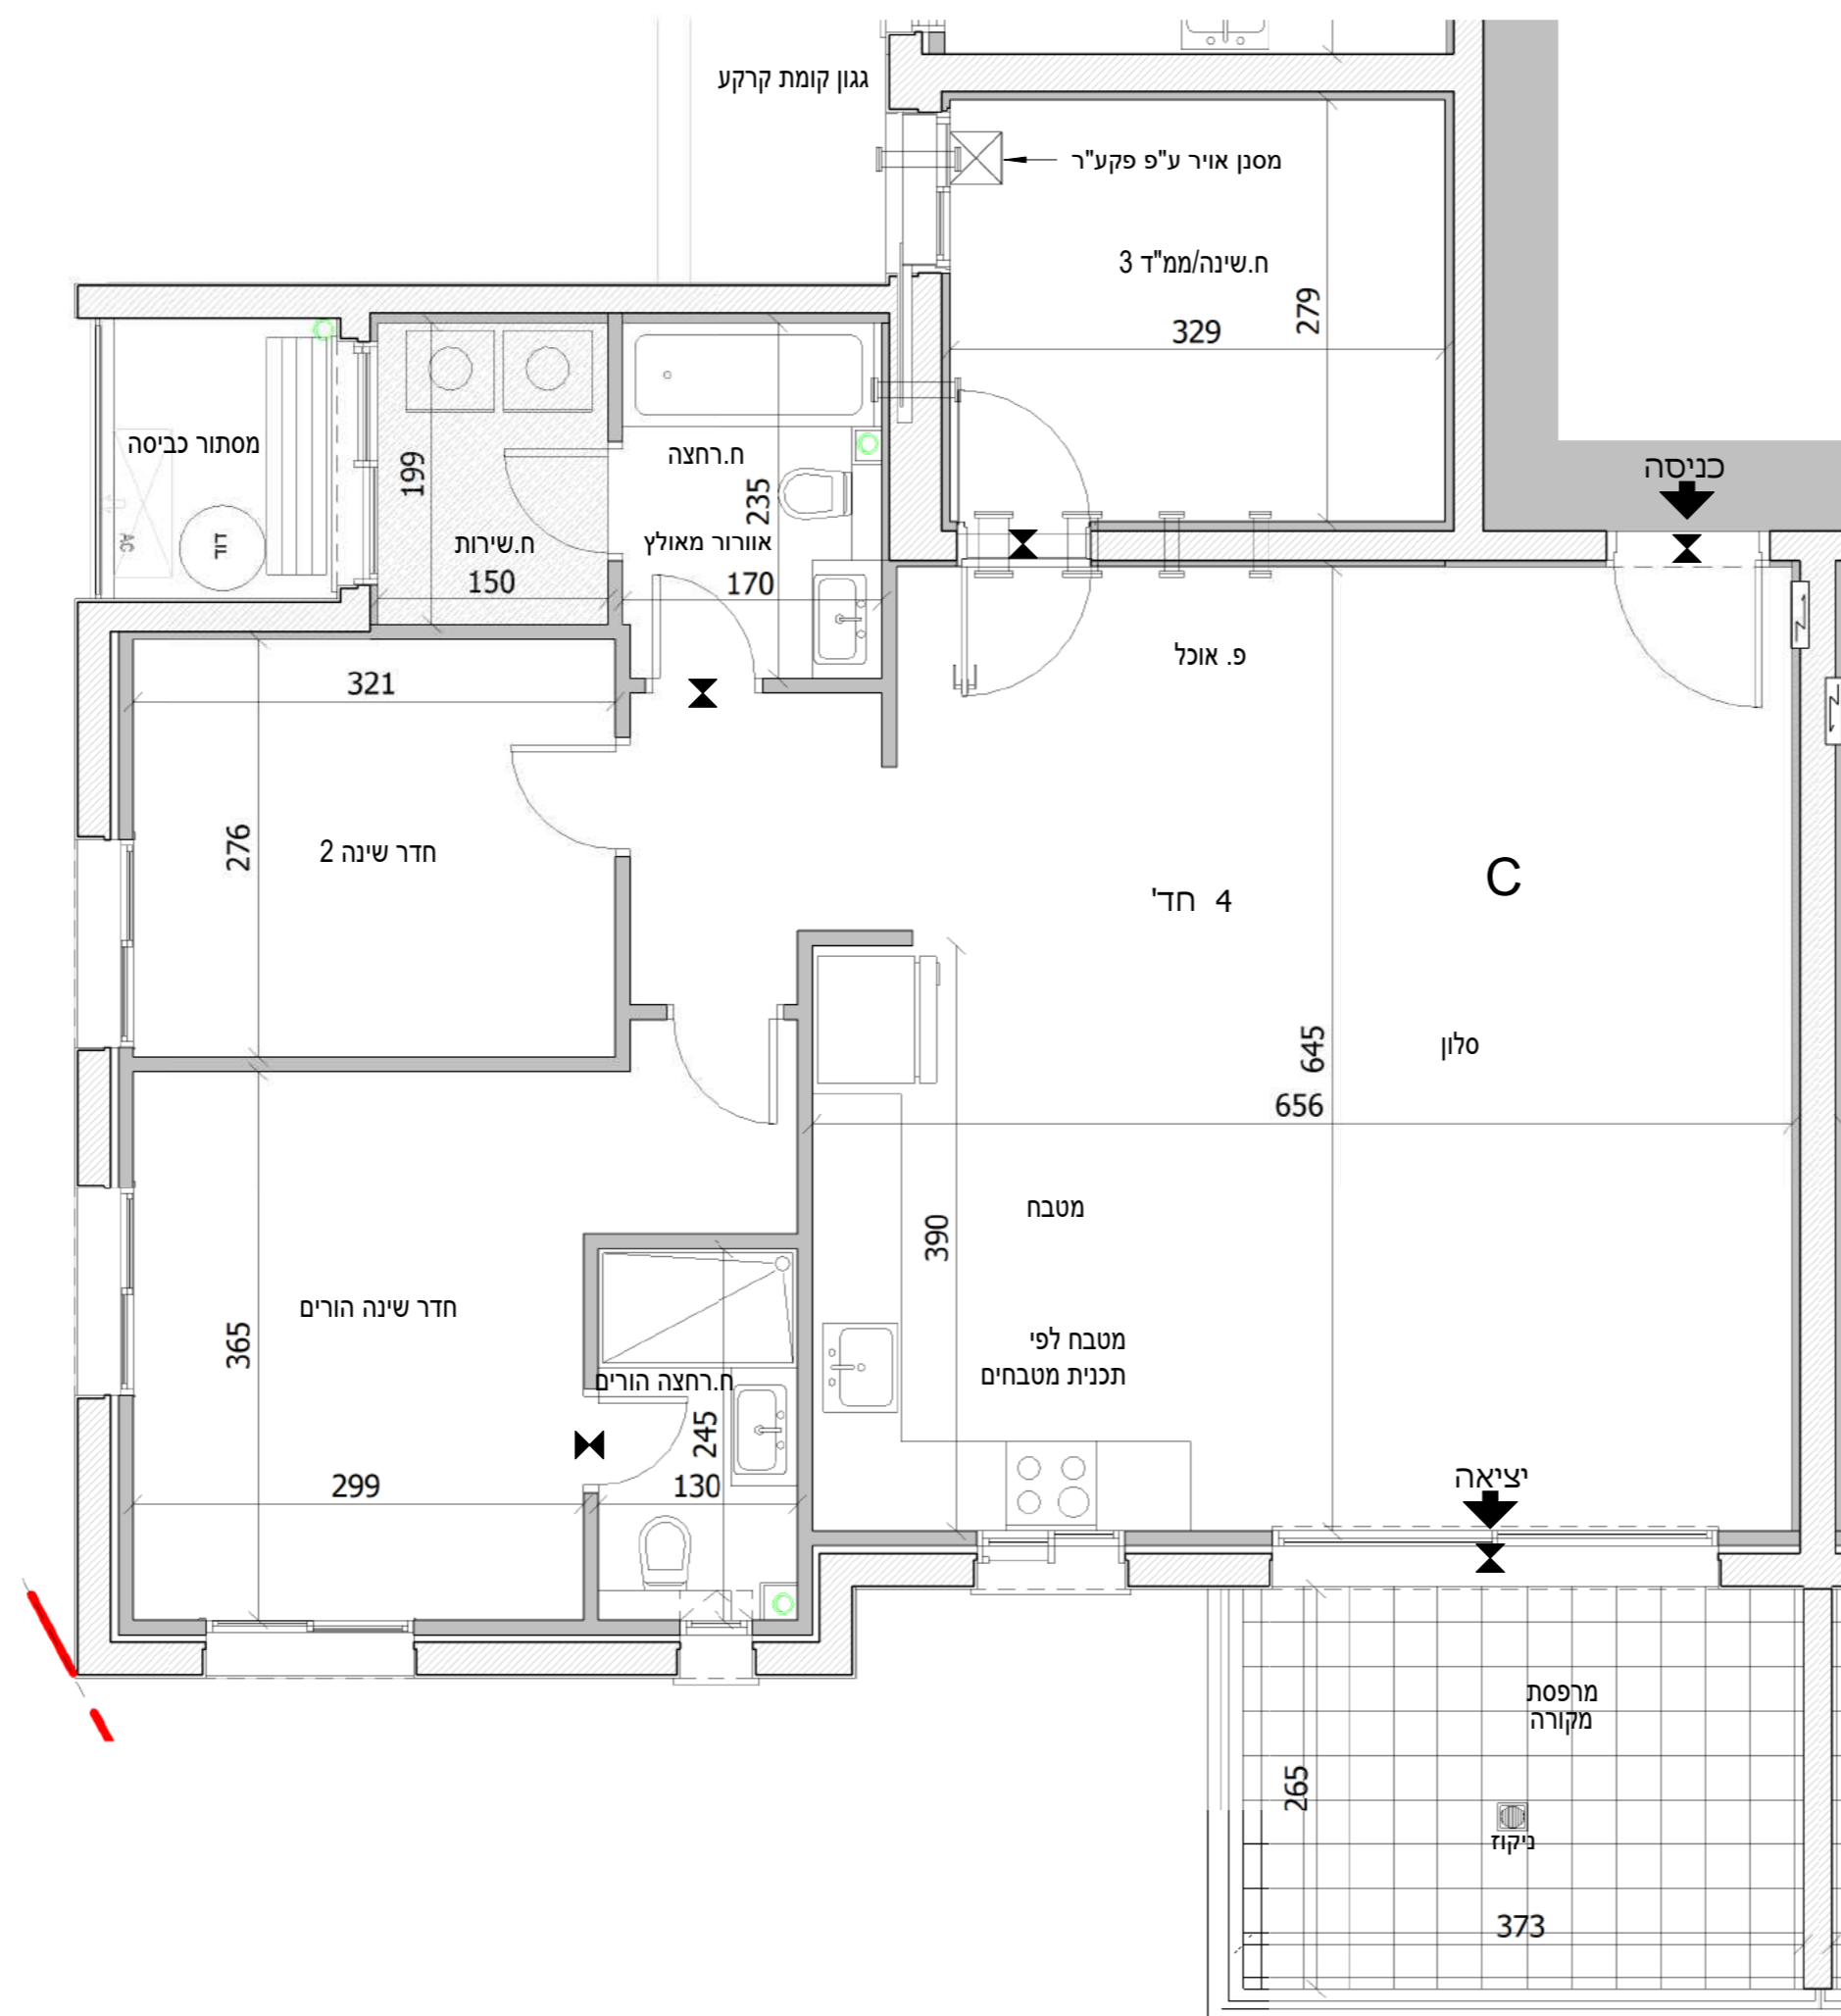 גגון קומת קרקע
מסנן אויר ע"פ פקע"ר
ח.שינה/ממ"ד 3
279
329
כניסה
מסתור כביסה
ח.רחצה
199
235
אוורור מאולץ
ח.שירות
דוד
AC
150
170
פ. אוכל
321
276
חדר שינה 2
C
4 חד'
645
סלון
656
מטבח
390
חדר שינה הורים
365
מטבח לפי
תכנית מטבחים
ח.רחצה הורים
245
299
130
יציאה
מרפסת
מקורה
265
ניקוז
373